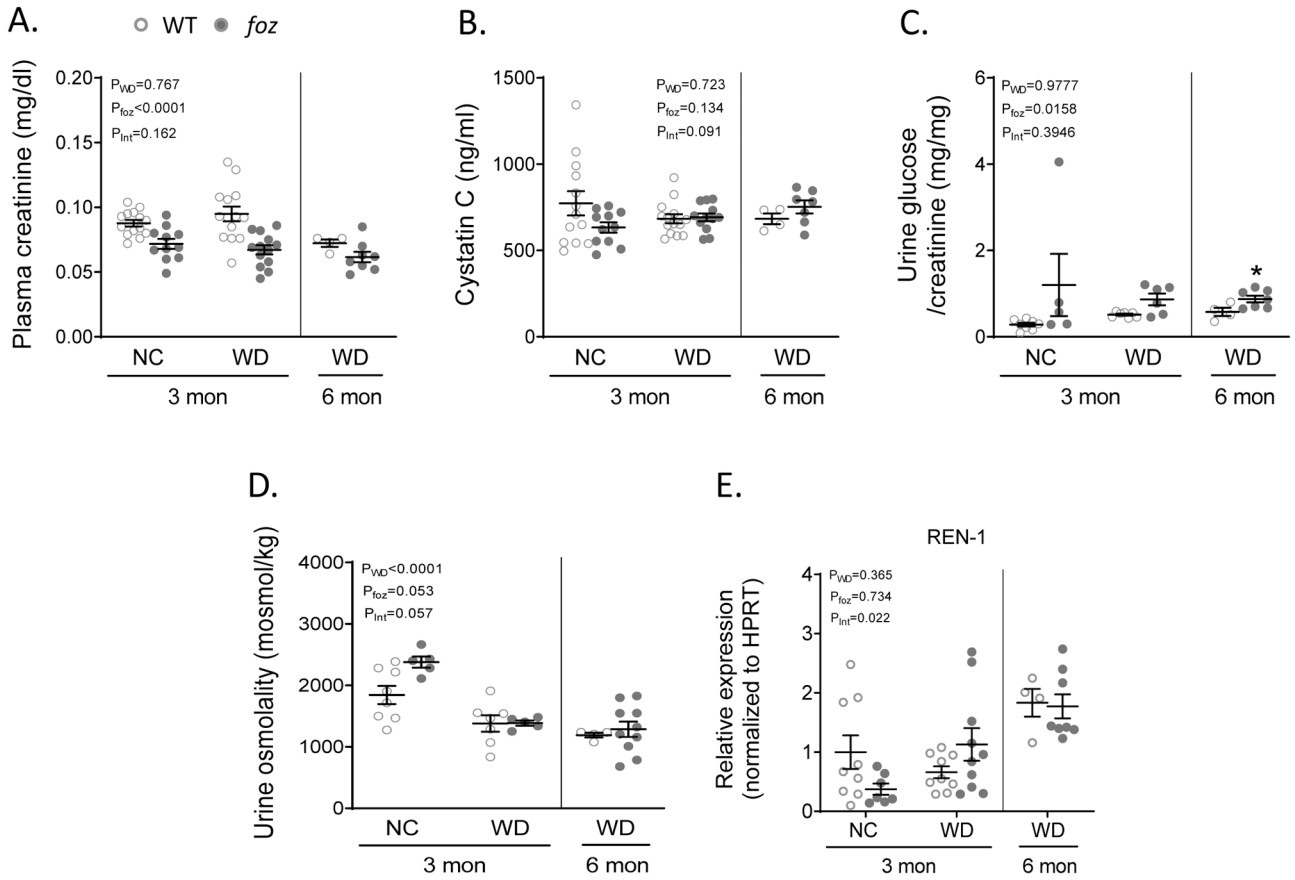 A.
WT foz
Plasma creatinine (mg/dl)
0.20
0.15
0.10
0.05
0.00
PWD=0.767
Pfoz<0.0001
PInt=0.162
NC WD WD
3 mon 6 mon
B.
Cystatin C (ng/ml)
1500
1000
500
0
PWD=0.723
Pfoz=0.134
PInt=0.091
NC WD WD
3 mon 6 mon
C.
Urine glucose
/creatinine (mg/mg)
6
4
2
0
PWD=0.9777
Pfoz=0.0158
PInt=0.3946
*
NC WD WD
3 mon 6 mon
D.
Urine osmolality (mosmol/kg)
4000
3000
2000
1000
0
PWD<0.0001
Pfoz=0.053
PInt=0.057
NC WD WD
3 mon 6 mon
E.
REN-1
Relative expression
(normalized to HPRT)
4
3
2
1
0
PWD=0.365
Pfoz=0.734
PInt=0.022
NC WD WD
3 mon 6 mon